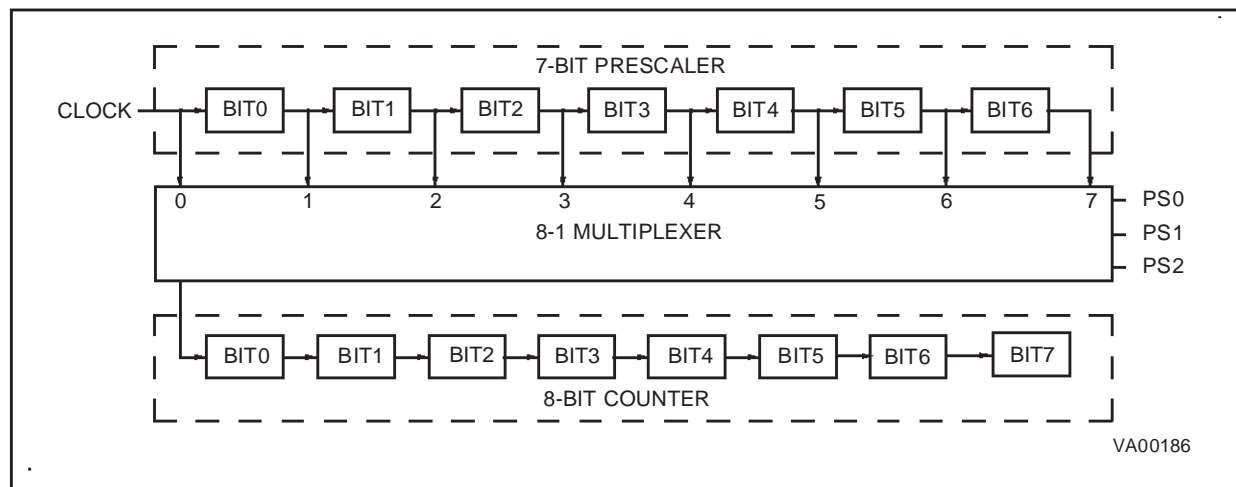 7-BIT PRESCALER
CLOCK BIT0 BIT1 BIT2 BIT3 BIT4 BIT5 BIT6
0 1 2 3 4 5 6 7 PS0
8-1 MULTIPLEXER PS1
PS2
BIT0 BIT1 BIT2 BIT3 BIT4 BIT5 BIT6 BIT7
8-BIT COUNTER
VA00186